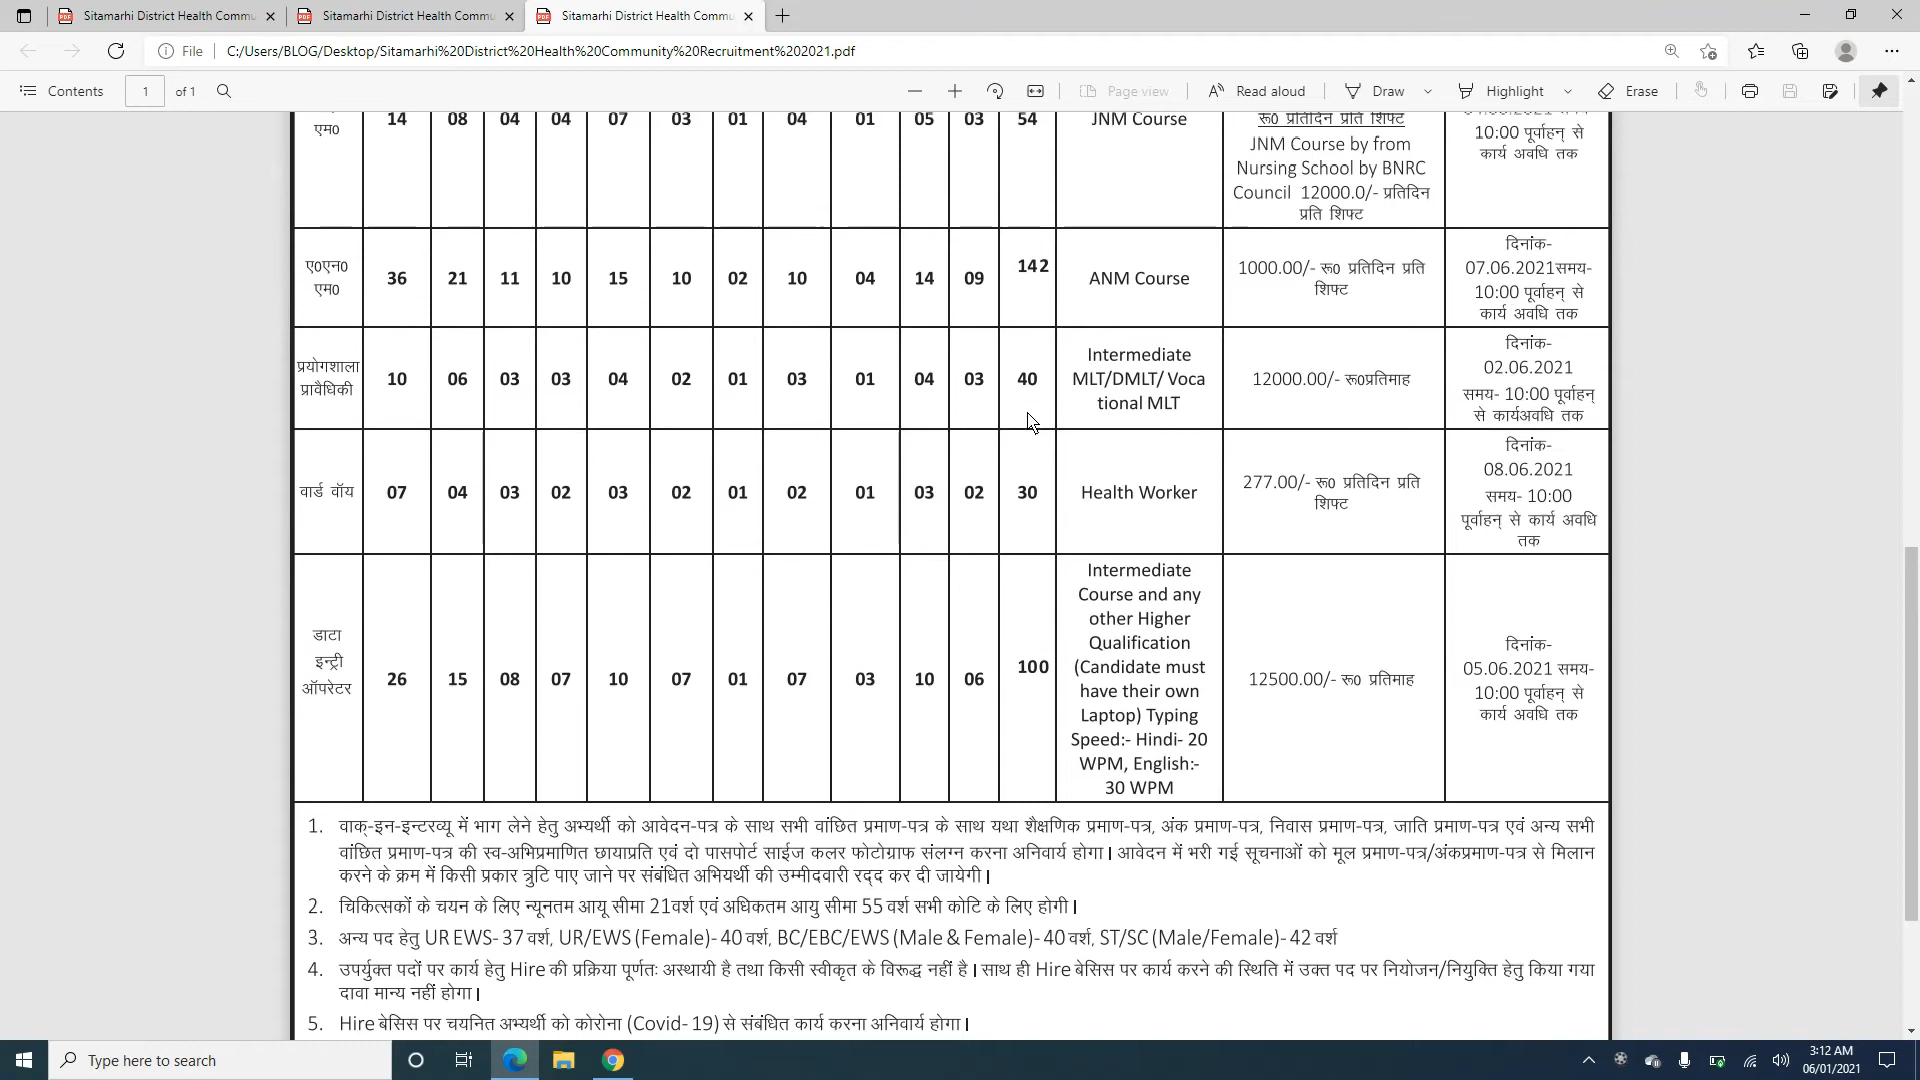 Sitamarhi District Health Commu
Sitamarhi District Health Commu
Sitamarhi District Health Commu
File
C:/Users/BLOG/Desktop/Sitamarhi%20District%20Health%20Community%20Recruitment%202021.pdf
Contents
1
of 1
Page view
Read aloud
Draw
Highlight
Erase
एम0
14 08 04 04 07 03 01 04 01 05 03 54
JNM Course
रू0 प्रतिदिन प्रति शिफ्ट
JNM Course by from
Nursing School by BNRC
Council 12000.0/- प्रतिदिन
प्रति शिफ्ट
10:00 पूर्वाहन् से
कार्य अवधि तक
ए0एन0
एम0
36 21 11 10 15 10 02 10 04 14 09 142
ANM Course
1000.00/- रू0 प्रतिदिन प्रति
शिफ्ट
दिनांक-
07.06.2021समय-
10:00 पूर्वाहन् से
कार्य अवधि तक
प्रयोगशाला
प्रावैधिकी
10 06 03 03 04 02 01 03 01 04 03 40
Intermediate
MLT/DMLT/ Voca
tional MLT
12000.00/- रू0प्रतिमाह
दिनांक-
02.06.2021
समय- 10:00 पूर्वाहन्
से कार्यअवधि तक
वार्ड वॉय
07 04 03 02 03 02 01 02 01 03 02 30
Health Worker
277.00/- रू0 प्रतिदिन प्रति
शिफ्ट
दिनांक-
08.06.2021
समय- 10:00
पूर्वाहन् से कार्य अवधि
तक
डाटा
इन्ट्री
ऑपरेटर
26 15 08 07 10 07 01 07 03 10 06 100
Intermediate
Course and any
other Higher
Qualification
(Candidate must
have their own
Laptop) Typing
Speed:- Hindi- 20
WPM, English:-
30 WPM
12500.00/- रू0 प्रतिमाह
दिनांक-
05.06.2021 समय-
10:00 पूर्वाहन् से
कार्य अवधि तक
1. वाक्-इन-इन्टरव्यू में भाग लेने हेतु अभ्यर्थी को आवेदन-पत्र के साथ सभी वांछित प्रमाण-पत्र के साथ यथा शैक्षणिक प्रमाण-पत्र, अंक प्रमाण-पत्र, निवास प्रमाण-पत्र, जाति प्रमाण-पत्र एवं अन्य सभी
वांछित प्रमाण-पत्र की स्व-अभिप्रमाणित छायाप्रति एवं दो पासपोर्ट साईज कलर फोटोग्राफ संलग्न करना अनिवार्य होगा। आवेदन में भरी गई सूचनाओं को मूल प्रमाण-पत्र/अंकप्रमाण-पत्र से मिलान
करने के क्रम में किसी प्रकार त्रुटि पाए जाने पर संबंधित अभियर्थी की उम्मीदवारी रद्द कर दी जायेगी।
2. चिकित्सकों के चयन के लिए न्यूनतम आयू सीमा 21वर्श एवं अधिकतम आयु सीमा 55 वर्श सभी कोटि के लिए होगी।
3. अन्य पद हेतु UR EWS- 37 वर्श, UR/EWS (Female)- 40 वर्श, BC/EBC/EWS (Male & Female)- 40 वर्श, ST/SC (Male/Female)- 42 वर्श
4. उपर्युक्त पदों पर कार्य हेतु Hire की प्रक्रिया पूर्णतः अस्थायी है तथा किसी स्वीकृत के विरूद्ध नहीं है। साथ ही Hire बेसिस पर कार्य करने की स्थिति में उक्त पद पर नियोजन/नियुक्ति हेतु किया गया
दावा मान्य नहीं होगा।
5. Hire बेसिस पर चयनित अभ्यर्थी को कोरोना (Covid- 19) से संबंधित कार्य करना अनिवार्य होगा।
Type here to search
3:12 AM
06/01/2021